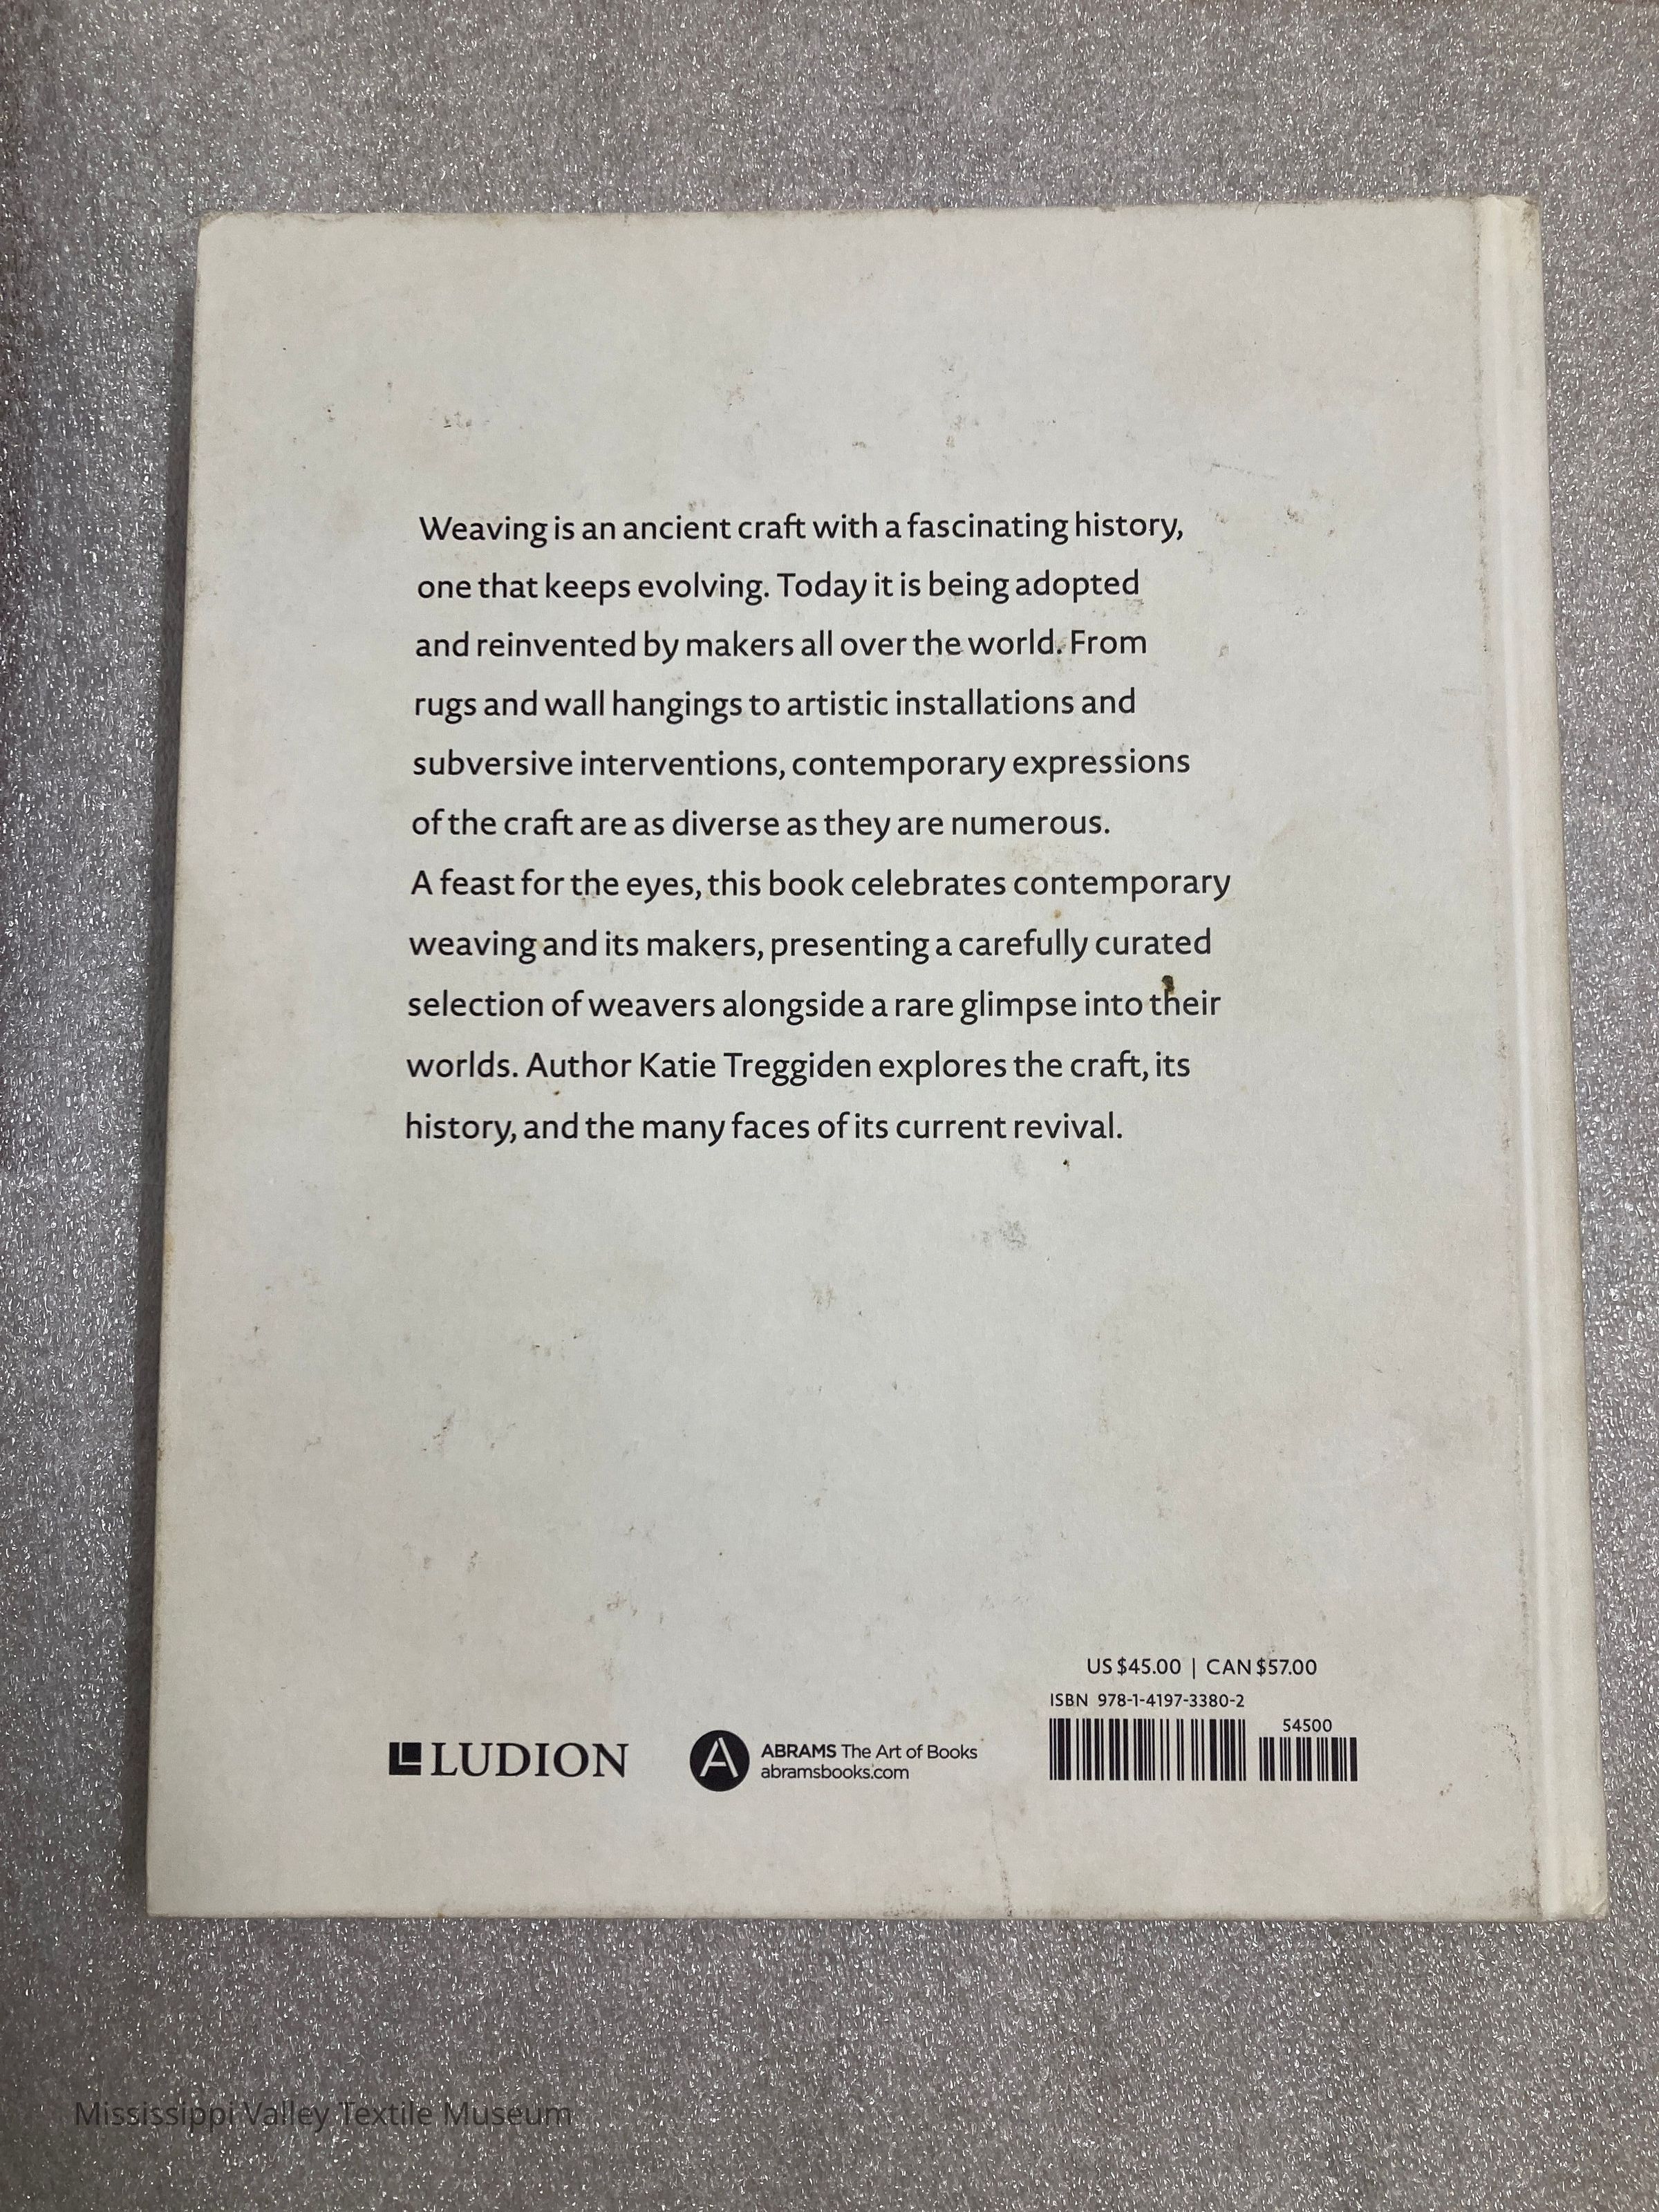 Weaving is an ancient craft with a fascinating history,
one that keeps evolving. Today it is being adopted
and reinvented by makers all over the world. From
rugs and wall hangings to artistic installations and
subversive interventions, contemporary expressions
of the craft are as diverse as they are numerous.
A feast for the eyes, this book celebrates contemporary
weaving and its makers, presenting a carefully curated
selection of weavers alongside a rare glimpse into their
worlds. Author Katie Treggiden explores the craft, its
history, and the many faces of its current revival.
US $45.00 | CAN $57.00
ISBN 978-1-4197-3380-2
54500
LUDION
A
ABRAMS The Art of Books
abramsbooks.com
Mississippi Valley Textile Museum